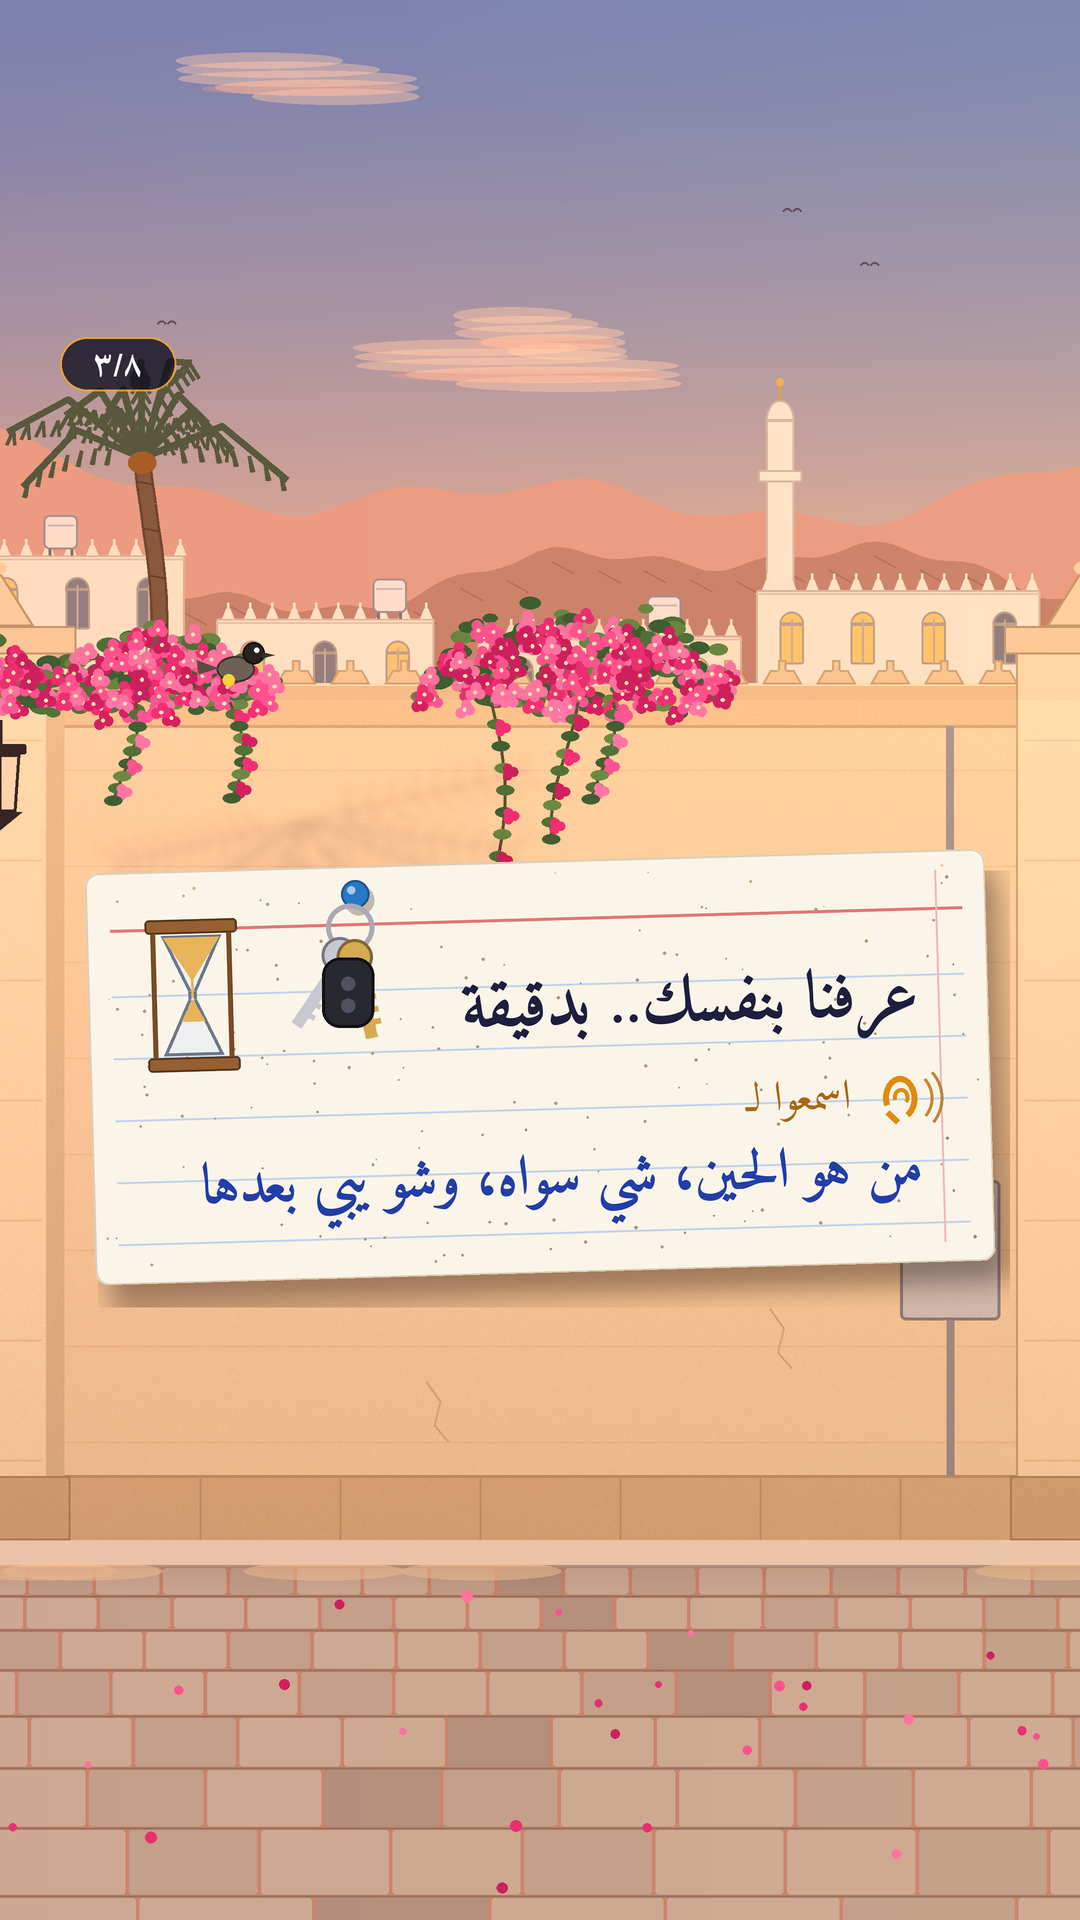 ٣/٨
عرفنا بنفسك.. بدقيقة
اسمعوا لـ
من هو الحين، شي سواه، وشو يبي بعدها